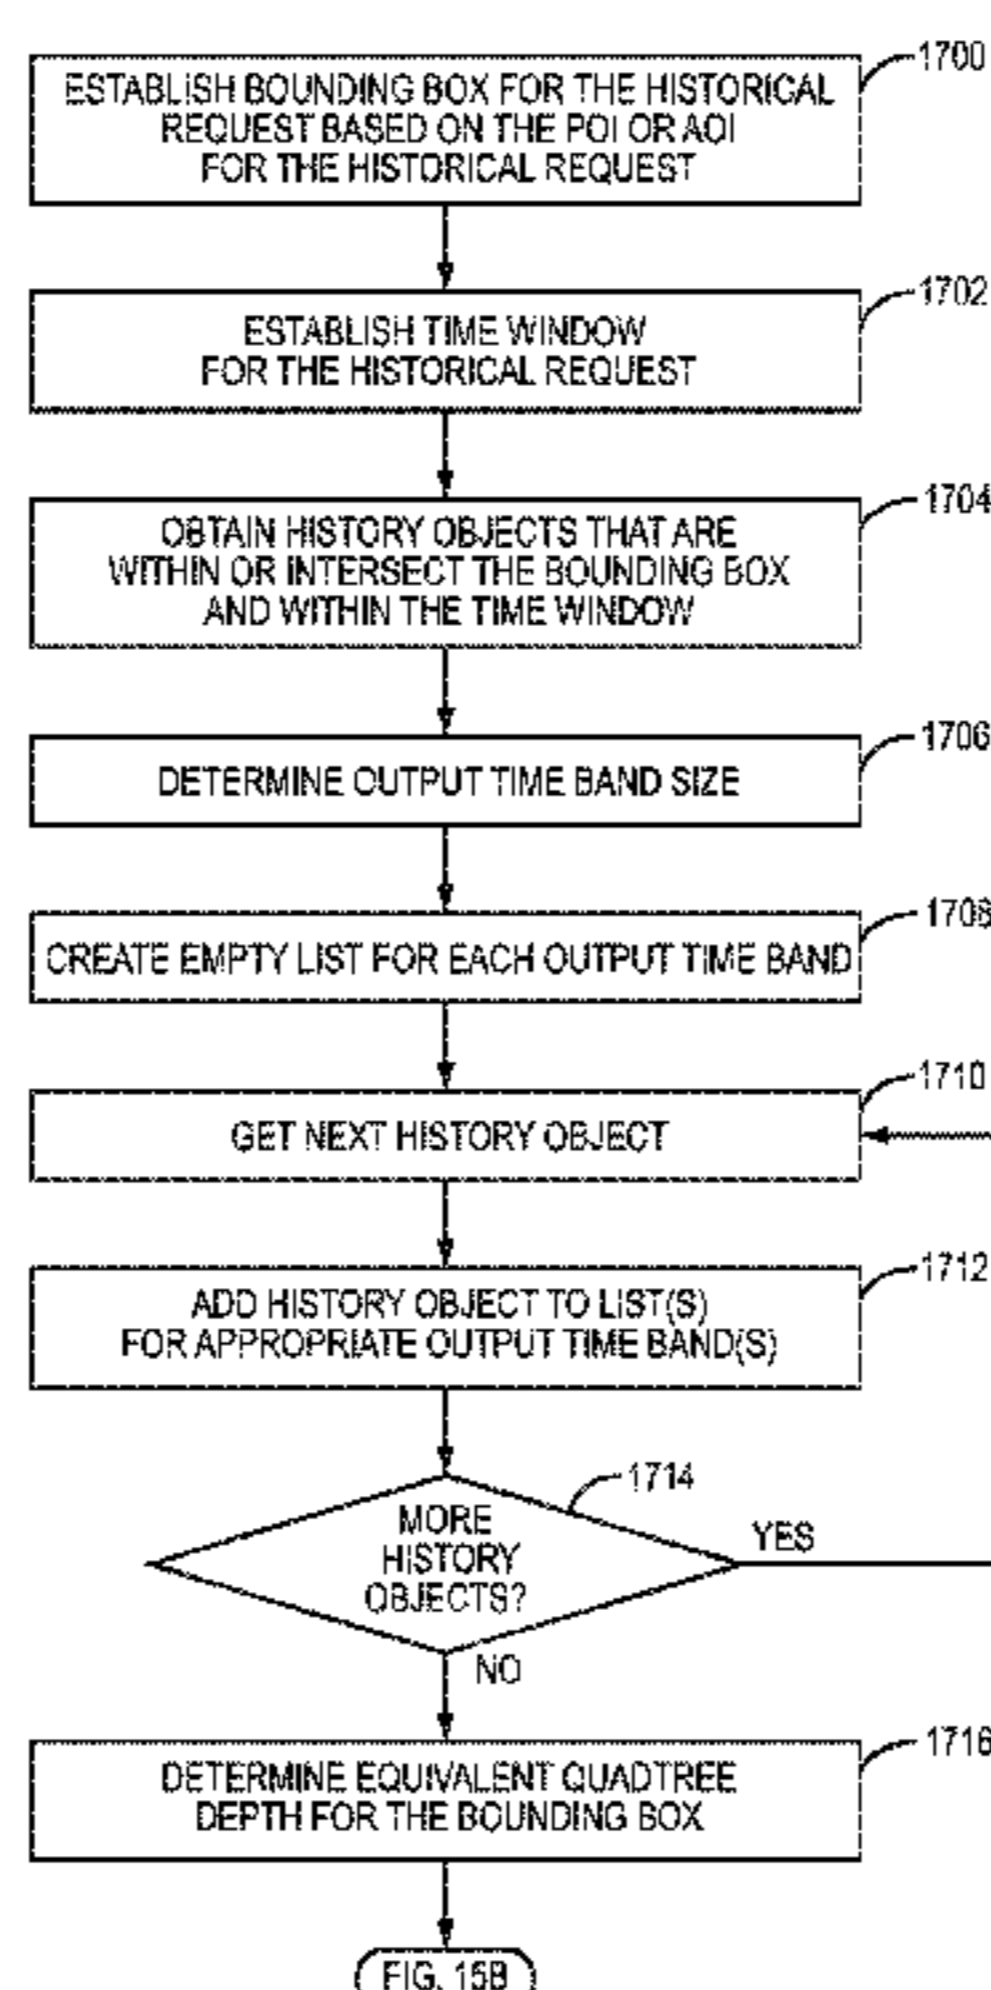 1700
ESTABLISH BOUNDING BOX FOR THE HISTORICAL
REQUEST BASED ON THE POI OR AOI
FOR THE HISTORICAL REQUEST
1702
ESTABLISH TIME WINDOW
FOR THE HISTORICAL REQUEST
1704
OBTAIN HISTORY OBJECTS THAT ARE
WITHIN OR INTERSECT THE BOUNDING BOX
AND WITHIN THE TIME WINDOW
1706
DETERMINE OUTPUT TIME BAND SIZE
1708
CREATE EMPTY LIST FOR EACH OUTPUT TIME BAND
1710
GET NEXT HISTORY OBJECT
1712
ADD HISTORY OBJECT TO LIST(S)
FOR APPROPRIATE OUTPUT TIME BAND(S)
1714
MORE
HISTORY
OBJECTS?
YES
NO
1716
DETERMINE EQUIVALENT QUADTREE
DEPTH FOR THE BOUNDING BOX
FIG. 15B